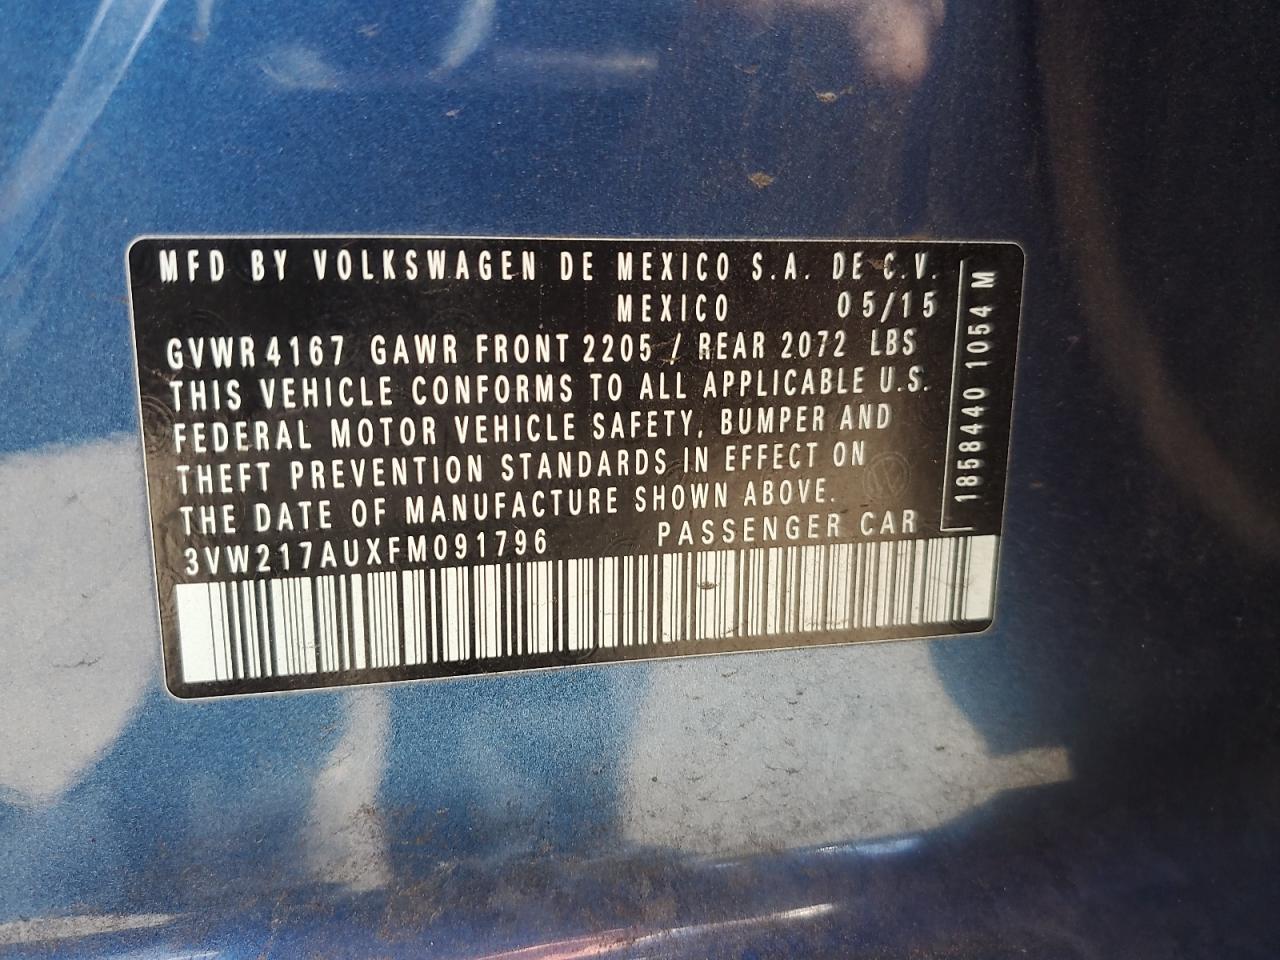 MFD BY VOLKSWAGEN DE MEXICO S.A. DE C.V.
MEXICO 05/15
GVWR 4167 GAWR FRONT 2205 / REAR 2072 LBS
THIS VEHICLE CONFORMS TO ALL APPLICABLE U.S.
FEDERAL MOTOR VEHICLE SAFETY, BUMPER AND
THEFT PREVENTION STANDARDS IN EFFECT ON
THE DATE OF MANUFACTURE SHOWN ABOVE.
3VW217AUXFM091796 PASSENGER CAR
1858440 1054 M